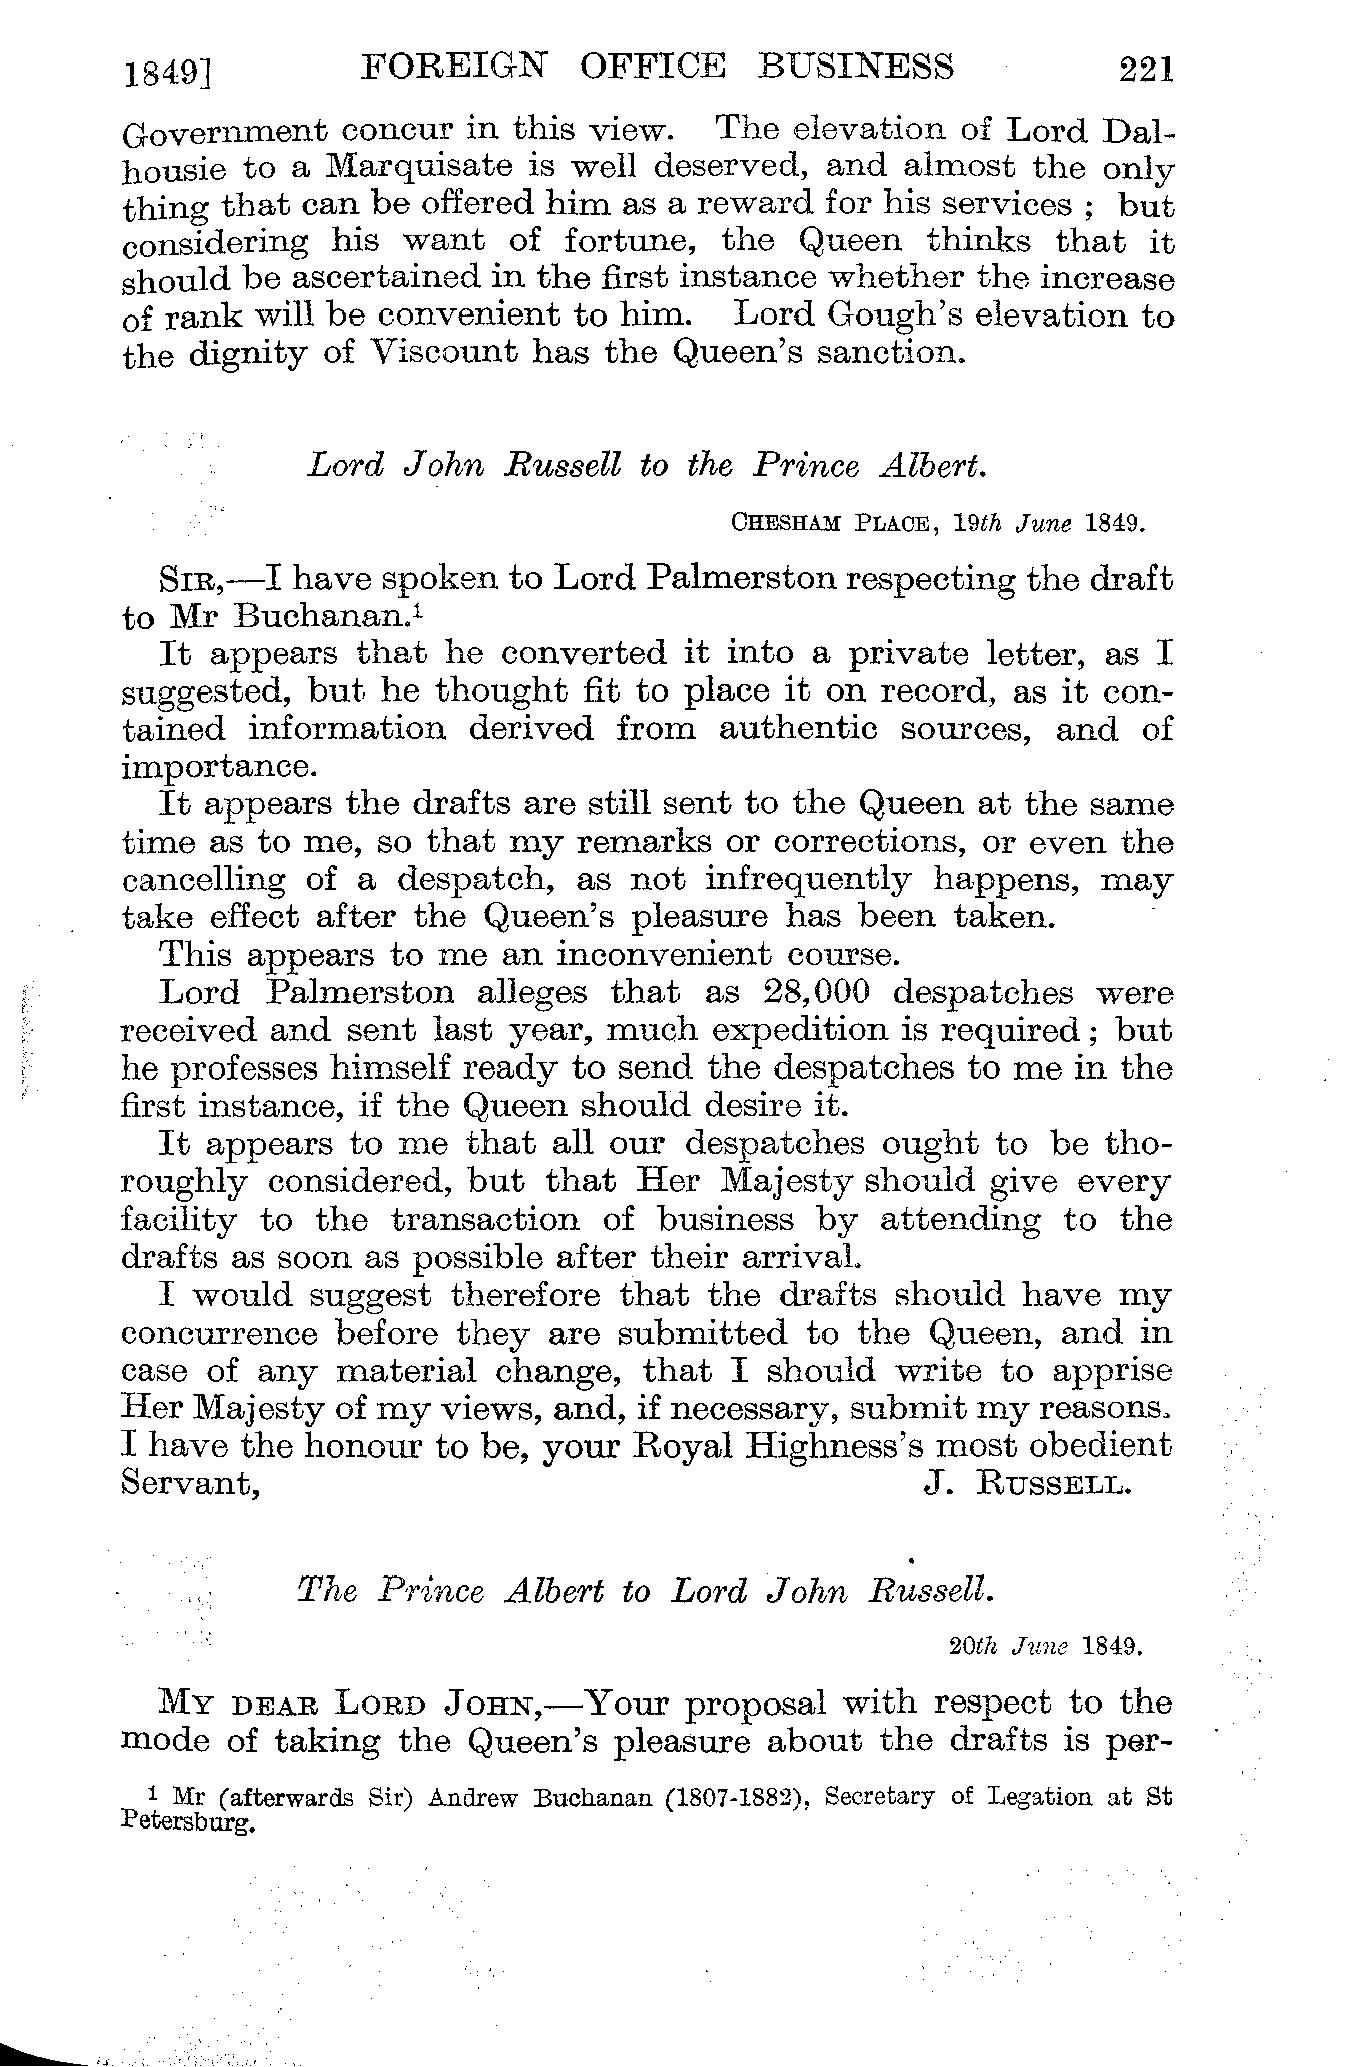 1849] FOREIGN OFFICE BUSINESS 221
Government concur in this view. The elevation of Lord Dal-
housie to a Marquisate is well deserved, and almost the only
thing that can be offered him as a reward for his services ; but
considering his want of fortune, the Queen thinks that it
should be ascertained in the first instance whether the increase
of rank will be convenient to him. Lord Gough's elevation to
the dignity of Viscount has the Queen's sanction.
Lord John Russell to the Prince Albert.
CHESHAM PLACE, 19th June 1849.
SIR,—I have spoken to Lord Palmerston respecting the draft
to Mr Buchanan.¹
It appears that he converted it into a private letter, as I
suggested, but he thought fit to place it on record, as it con-
tained information derived from authentic sources, and of
importance.
It appears the drafts are still sent to the Queen at the same
time as to me, so that my remarks or corrections, or even the
cancelling of a despatch, as not infrequently happens, may
take effect after the Queen's pleasure has been taken.
This appears to me an inconvenient course.
Lord Palmerston alleges that as 28,000 despatches were
received and sent last year, much expedition is required ; but
he professes himself ready to send the despatches to me in the
first instance, if the Queen should desire it.
It appears to me that all our despatches ought to be tho-
roughly considered, but that Her Majesty should give every
facility to the transaction of business by attending to the
drafts as soon as possible after their arrival.
I would suggest therefore that the drafts should have my
concurrence before they are submitted to the Queen, and in
case of any material change, that I should write to apprise
Her Majesty of my views, and, if necessary, submit my reasons.
I have the honour to be, your Royal Highness's most obedient
Servant, J. RUSSELL.
The Prince Albert to Lord John Russell.
20th June 1849.
MY DEAR LORD JOHN,—Your proposal with respect to the
mode of taking the Queen's pleasure about the drafts is per-
¹ Mr (afterwards Sir) Andrew Buchanan (1807-1882), Secretary of Legation at St
Petersburg.